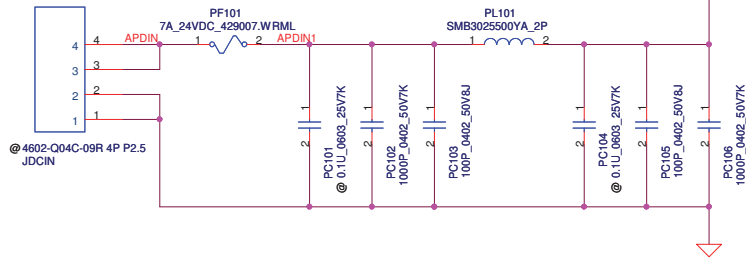 PF101
7A_24VDC_429007.WRML
PL101
SMB3025500YA_2P
4
4
APDIN
1
2
APDIN1
1
2
3
3
2
2
1
1
@ 4602-Q04C-09R 4P P2.5
JDCIN
1
2
PC101
@ 0.1U_0603_25V7K
1
2
PC102
1000P_0402_50V7K
1
2
PC103
100P_0402_50V8J
1
2
PC104
@ 0.1U_0603_25V7K
1
2
PC105
100P_0402_50V8J
1
2
PC106
1000P_0402_50V7K